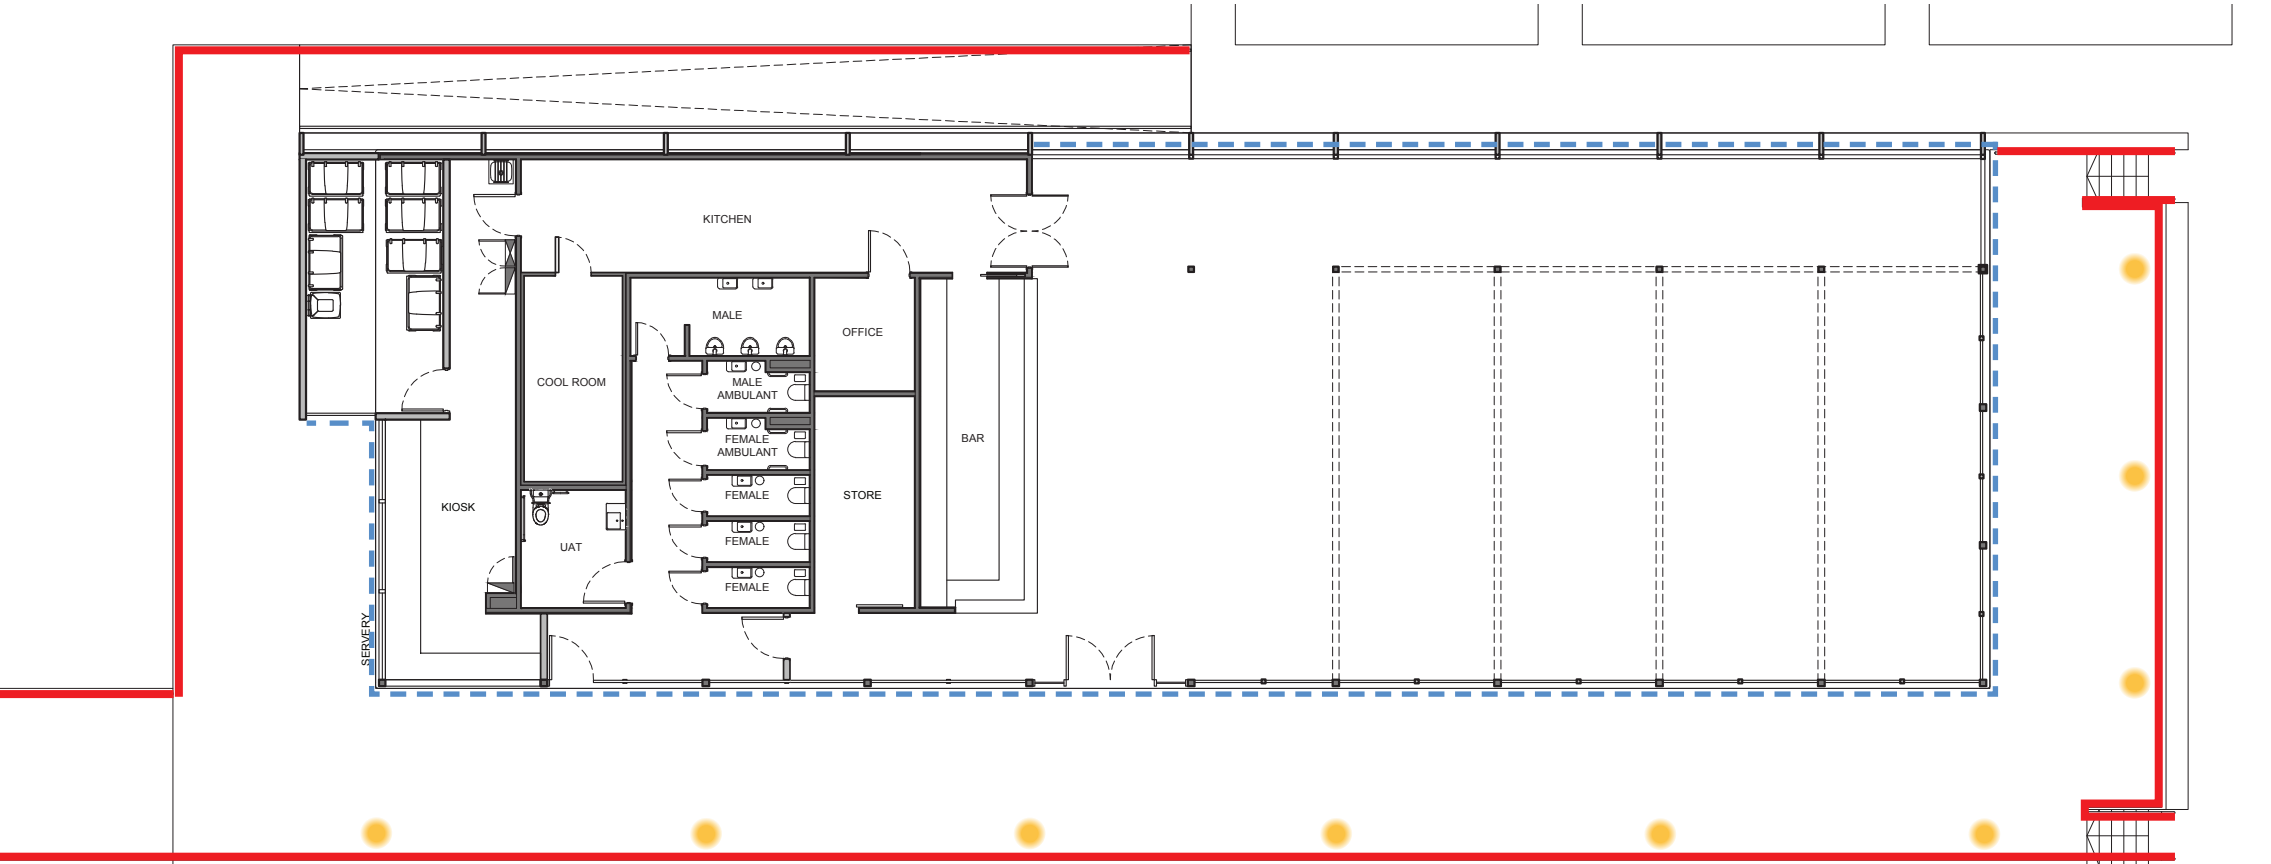 KITCHEN
MALE
OFFICE
COOL ROOM
MALE
AMBULANT
FEMALE
AMBULANT
BAR
FEMALE
STORE
KIOSK
FEMALE
UAT
FEMALE
SERVERY